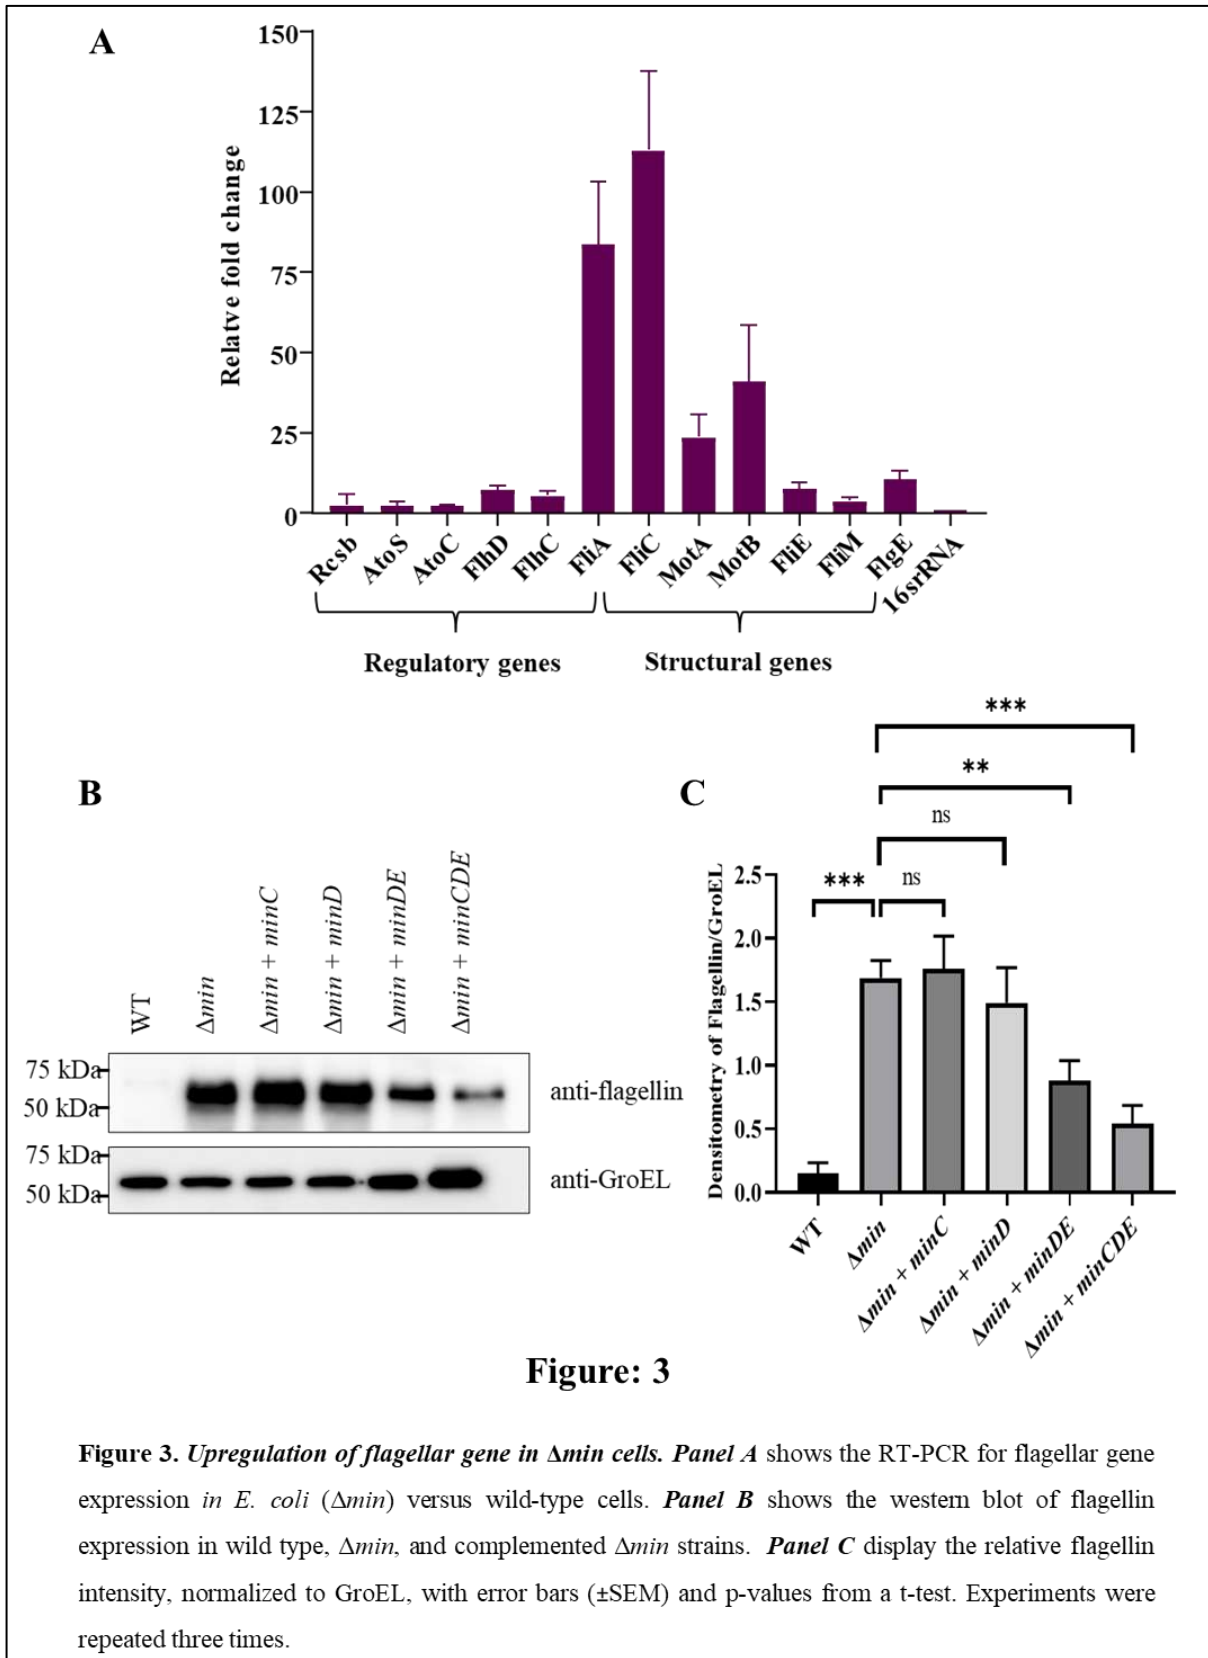 A
Relatve fold change
150
125
100
75
50
25
0
Rcsb
AtoS
AtoC
FlhD
FlhC
FliA
FliC
MotA
MotB
FliE
FliM
FlgE
16srRNA
Regulatory genes
Structural genes
B
WT
Δmin
Δmin + minC
Δmin + minD
Δmin + minDE
Δmin + minCDE
75 kDa
50 kDa
anti-flagellin
75 kDa
50 kDa
anti-GroEL
C
***
**
ns
***
ns
Densitometry of Flagellin/GroEL
2.5
2.0
1.5
1.0
0.5
0.0
WT
Δmin
Δmin + minC
Δmin + minD
Δmin + minDE
Δmin + minCDE
Figure: 3
Figure 3. Upregulation of flagellar gene in Δmin cells. Panel A shows the RT-PCR for flagellar gene
expression in E. coli (Δmin) versus wild-type cells. Panel B shows the western blot of flagellin
expression in wild type, Δmin, and complemented Δmin strains. Panel C display the relative flagellin
intensity, normalized to GroEL, with error bars (±SEM) and p-values from a t-test. Experiments were
repeated three times.